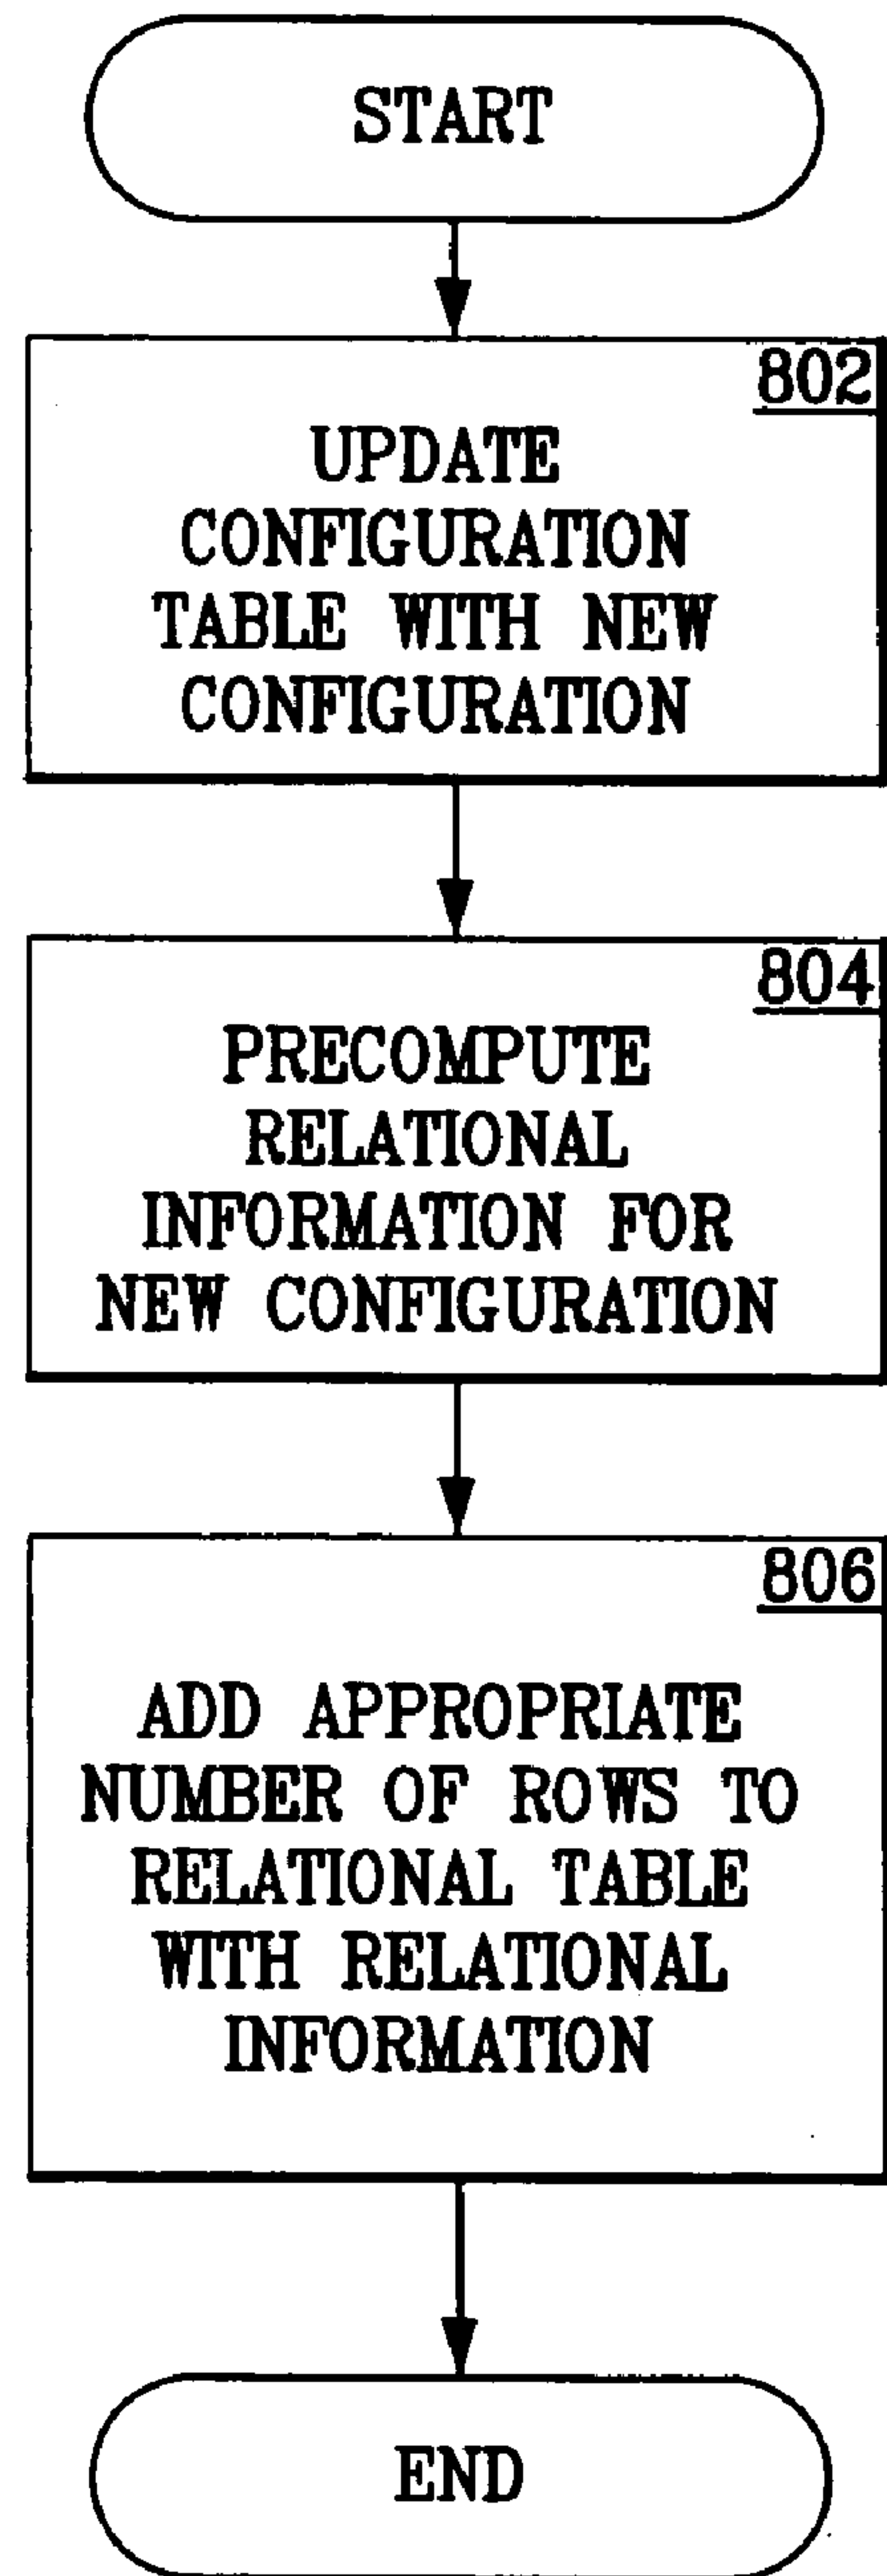 START
802
UPDATE
CONFIGURATION
TABLE WITH NEW
CONFIGURATION
804
PRECOMPUTE
RELATIONAL
INFORMATION FOR
NEW CONFIGURATION
806
ADD APPROPRIATE
NUMBER OF ROWS TO
RELATIONAL TABLE
WITH RELATIONAL
INFORMATION
END